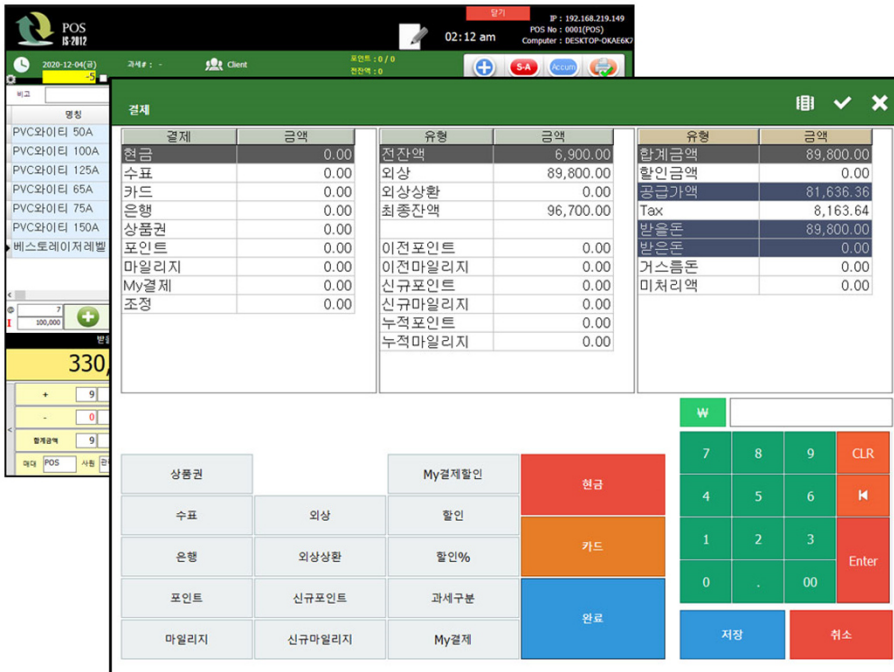 닫기
POS
IS-2012
02:12 am
IP : 192.168.219.149
POS No : 0001(POS)
Computer : DESKTOP-OKAE6K7
2020-12-04(금) 과세# : - Client
포인트 : 0 / 0
전잔액 : 0
S-A Accum
-5
비고
명칭
PVC와이티 50A
PVC와이티 100A
PVC와이티 125A
PVC와이티 65A
PVC와이티 75A
PVC와이티 150A
베스토레이저레벨
7
100,000
받을
330,
+ 9
- 0
합계금액 9
매대 POS 사원
결제
결제 금액
현금 0.00
수표 0.00
카드 0.00
은행 0.00
상품권 0.00
포인트 0.00
마일리지 0.00
My결제 0.00
조정 0.00
유형 금액
전잔액 6,900.00
외상 89,800.00
외상상환 0.00
최종잔액 96,700.00
이전포인트 0.00
이전마일리지 0.00
신규포인트 0.00
신규마일리지 0.00
누적포인트 0.00
누적마일리지 0.00
유형 금액
합계금액 89,800.00
할인금액 0.00
공급가액 81,636.36
Tax 8,163.64
받을돈 89,800.00
받은돈 0.00
거스름돈 0.00
미처리액 0.00
상품권 My결제할인 현금
수표 외상 할인
은행 외상상환 할인% 카드
포인트 신규포인트 과세구분
마일리지 신규마일리지 My결제 완료
₩
7 8 9 CLR
4 5 6
1 2 3 Enter
0 . 00
저장 취소